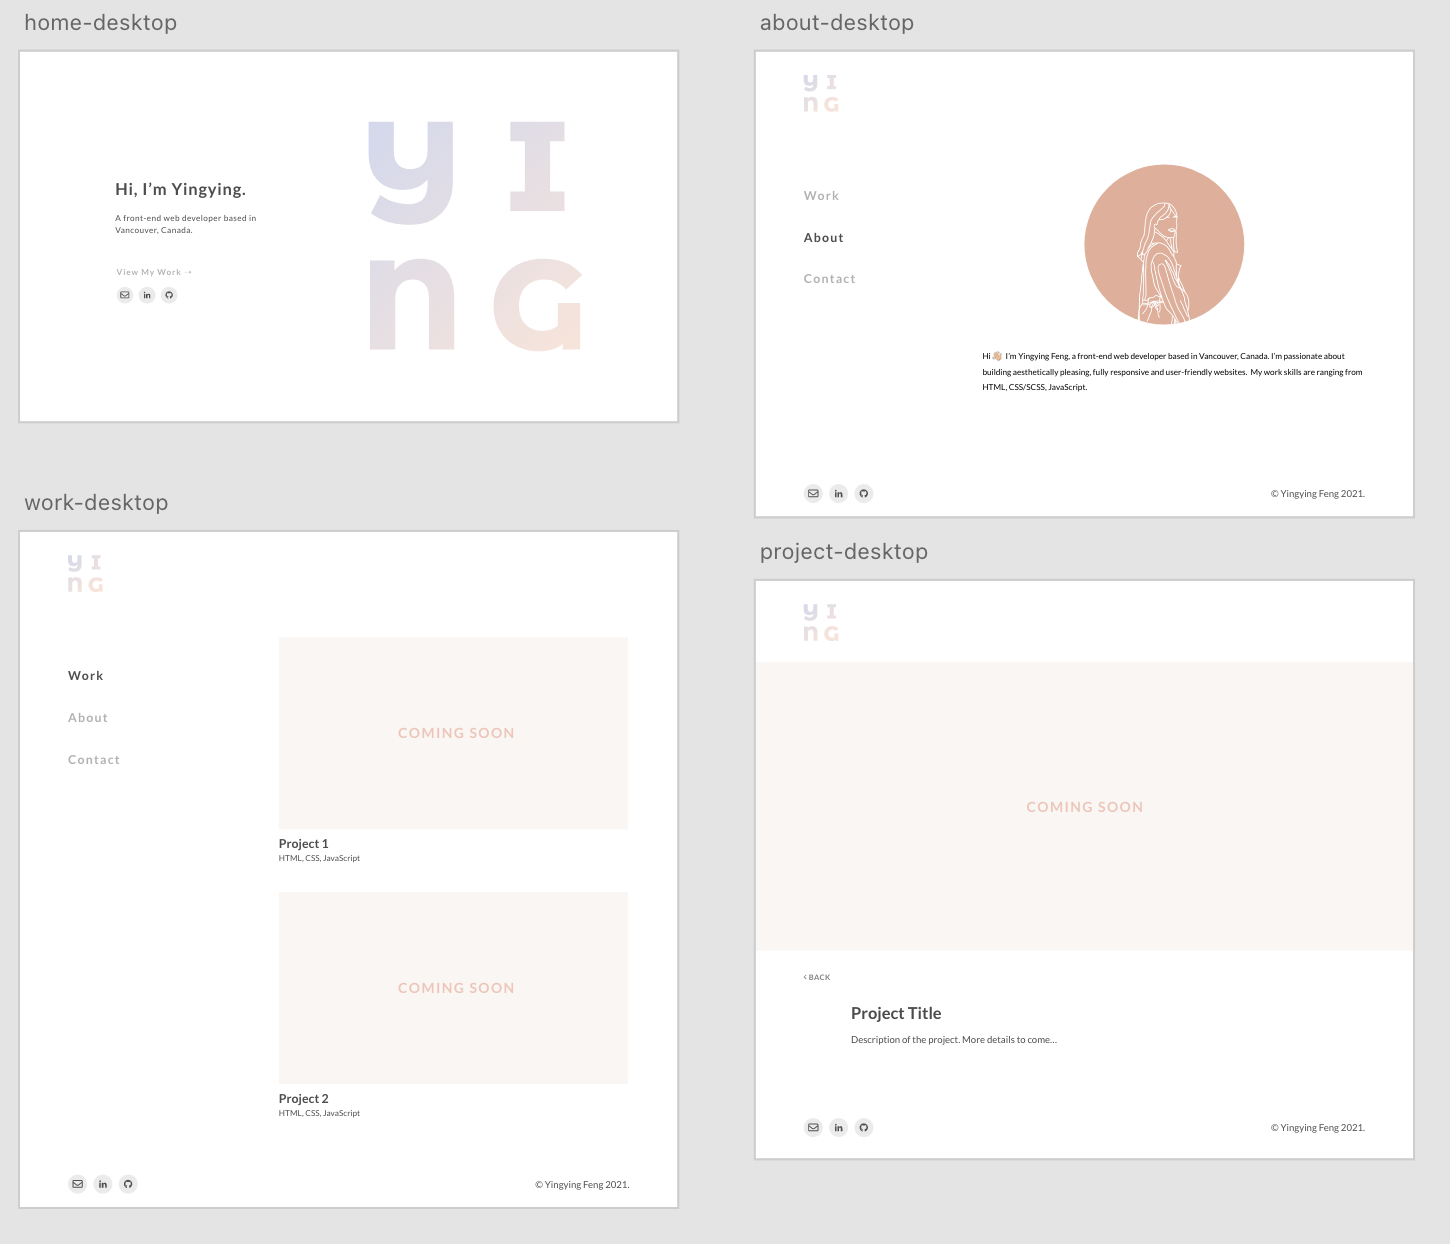 home-desktop
Hi, I’m Yingying.
A front-end web developer based in
Vancouver, Canada.
View My Work →
in
y I
n G
about-desktop
y I
n G
Work
About
Contact
Hi 👋🏼 I’m Yingying Feng, a front-end web developer based in Vancouver, Canada. I’m passionate about
building aesthetically pleasing, fully responsive and user-friendly websites. My work skills are ranging from
HTML, CSS/SCSS, JavaScript.
in
© Yingying Feng 2021.
work-desktop
y I
n G
Work
About
Contact
COMING SOON
Project 1
HTML, CSS, JavaScript
COMING SOON
Project 2
HTML, CSS, JavaScript
in
© Yingying Feng 2021.
project-desktop
y I
n G
COMING SOON
‹ BACK
Project Title
Description of the project. More details to come...
in
© Yingying Feng 2021.